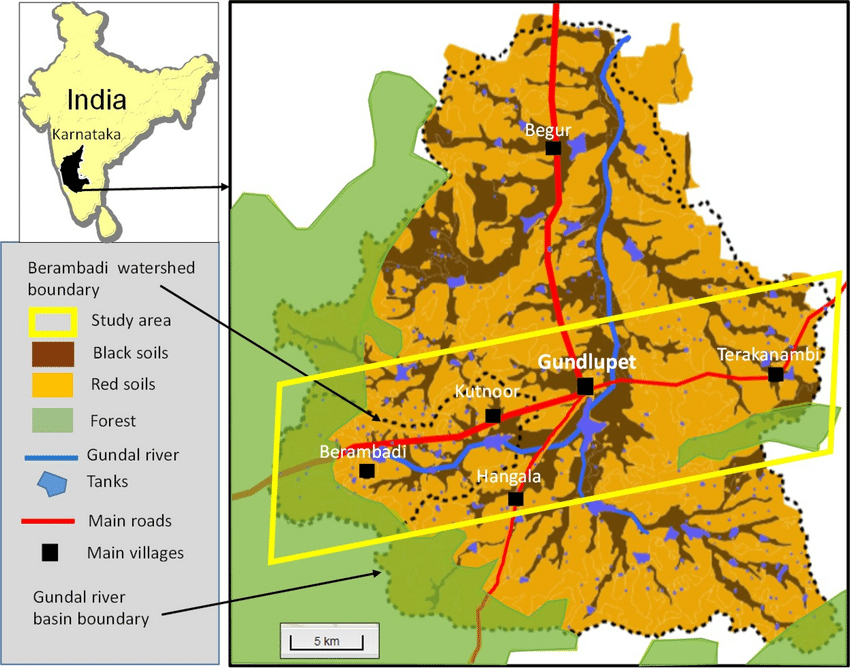 India
Karnataka
Berambadi watershed
boundary
Study area
Black soils
Red soils
Forest
Gundal river
Tanks
Main roads
Main villages
Gundal river
basin boundary
Begur
Gundlupet
Terakanambi
Kutnoor
Berambadi
Hangala
5 km